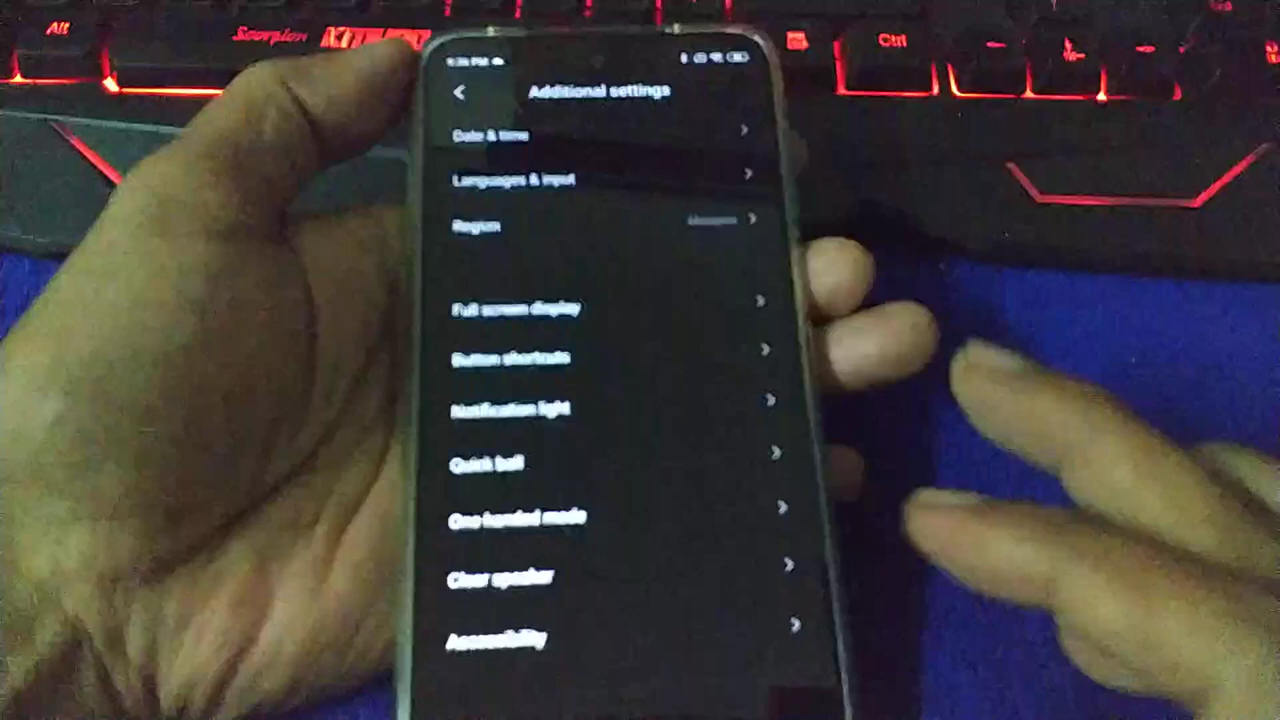 Alt
Scorpion
Ctrl
Additional settings
Date & time
Languages & input
Region
Full screen display
Button shortcuts
Notification light
Quick ball
One handed mode
Clear speaker
Accessibility